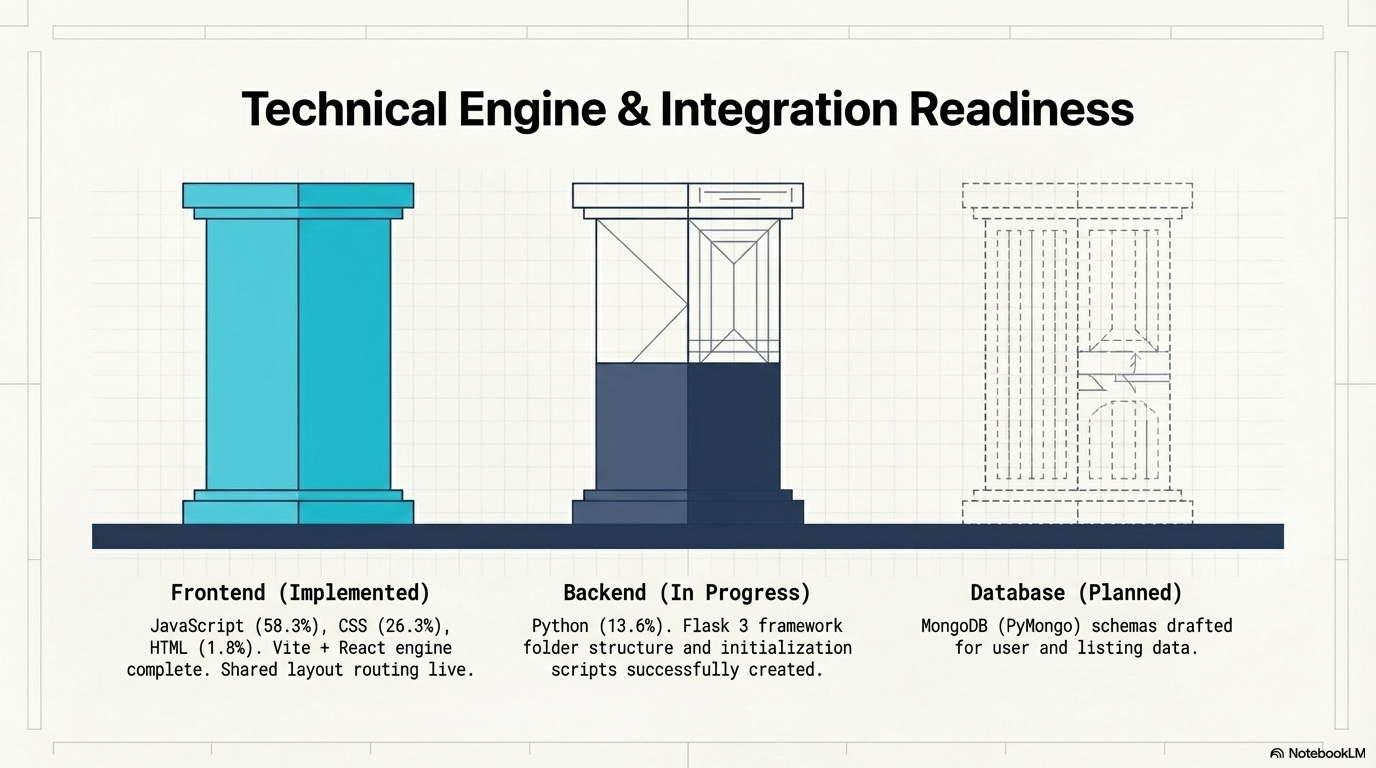 Technical Engine & Integration Readiness
Frontend (Implemented)
JavaScript (58.3%), CSS (26.3%),
HTML (1.8%). Vite + React engine
complete. Shared layout routing live.
Backend (In Progress)
Python (13.6%). Flask 3 framework
folder structure and initialization
scripts successfully created.
Database (Planned)
MongoDB (PyMongo) schemas drafted
for user and listing data.
NotebookLM